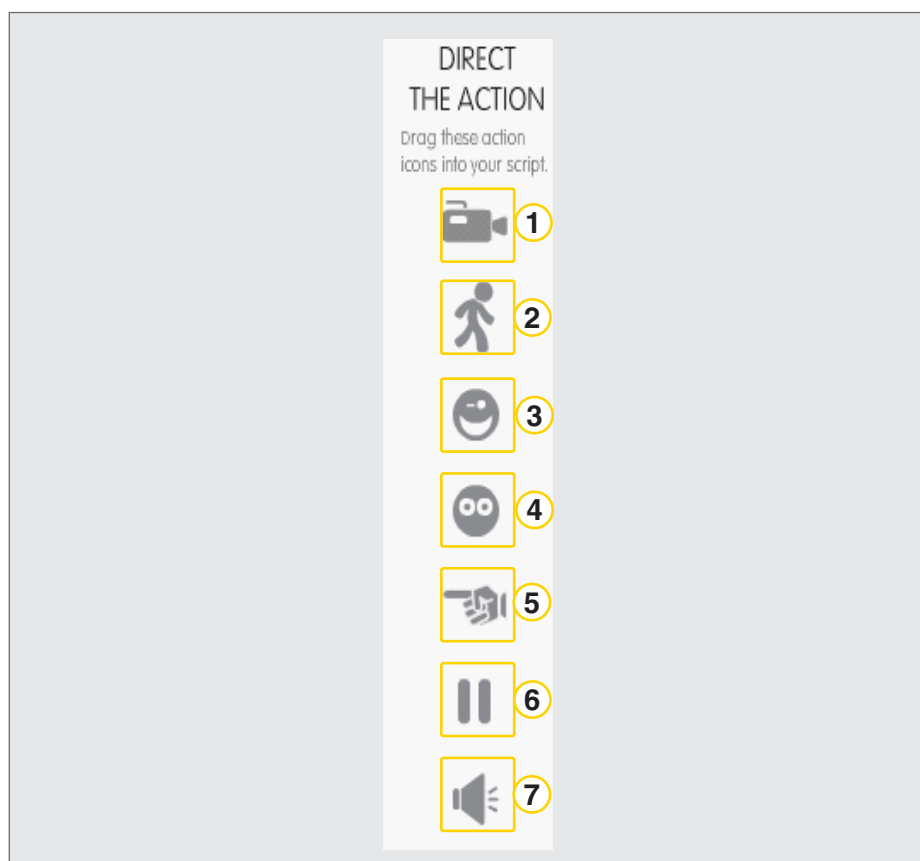 DIRECT
THE ACTION
Drag these action
icons into your script.
1
2
3
4
5
6
7